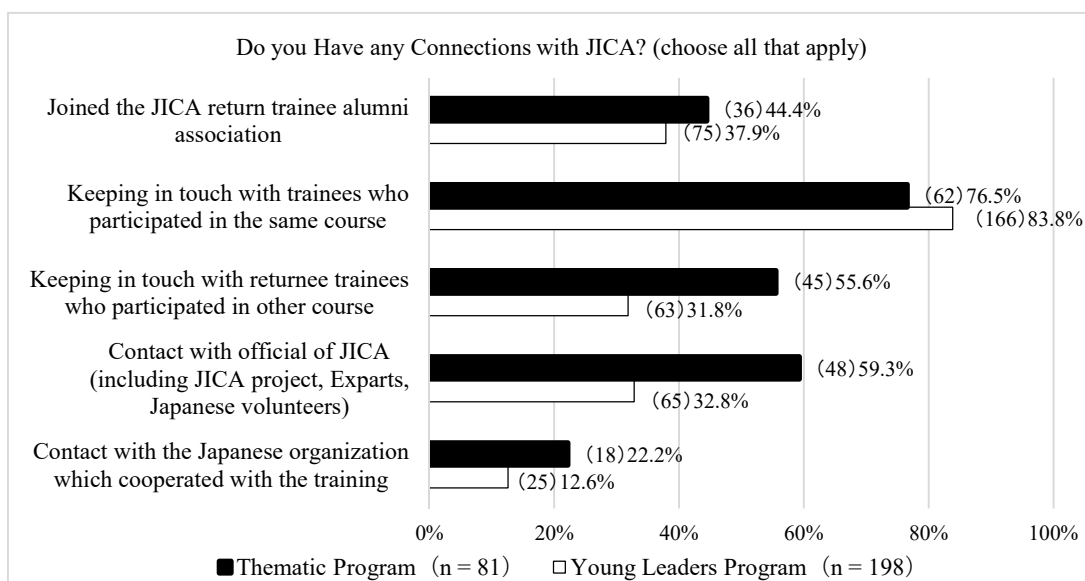 Do you Have any Connections with JICA? (choose all that apply)
Joined the JICA return trainee alumni
association
(36)44.4%
(75)37.9%
Keeping in touch with trainees who
participated in the same course
(62)76.5%
(166)83.8%
Keeping in touch with returnee trainees
who participated in other course
(45)55.6%
(63)31.8%
Contact with official of JICA
(including JICA project, Exparts,
Japanese volunteers)
(48)59.3%
(65)32.8%
Contact with the Japanese organization
which cooperated with the training
(18)22.2%
(25)12.6%
0% 20% 40% 60% 80% 100%
Thematic Program (n = 81) Young Leaders Program (n = 198)